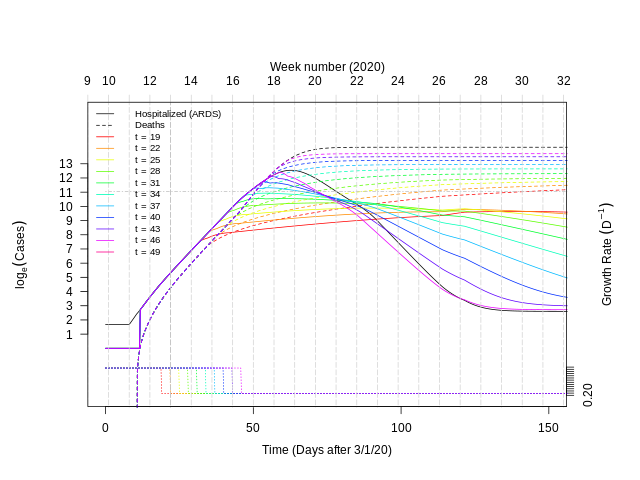 Week number (2020)
9 10 12 14 16 18 20 22 24 26 28 30 32
Hospitalized (ARDS)
Deaths
t = 19
t = 22
t = 25
t = 28
t = 31
t = 34
t = 37
t = 40
t = 43
t = 46
t = 49
13
12
11
10
9
8
7
6
5
4
3
2
1
logₑ(Cases)
Growth Rate (D⁻¹)
0.20
0 50 100 150
Time (Days after 3/1/20)